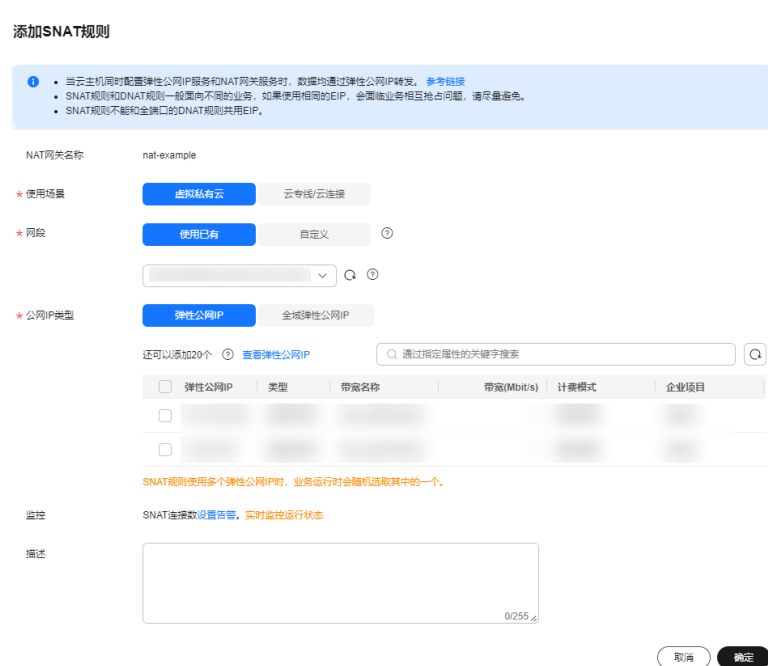 添加SNAT规则
当云主机同时配置弹性公网IP服务和NAT网关服务时，数据均通过弹性公网IP转发。 参考链接
SNAT规则和DNAT规则一般面向不同的业务，如果使用相同的EIP，会面临业务相互抢占问题，请尽量避免。
SNAT规则不能和全端口的DNAT规则共用EIP。
NAT网关名称 nat-example
* 使用场景 虚拟私有云 云专线/云连接
* 网段 使用已有 自定义
* 公网IP类型 弹性公网IP 全域弹性公网IP
还可以添加20个 查看弹性公网IP 通过指定属性的关键字搜索
弹性公网IP 类型 带宽名称 带宽(Mbit/s) 计费模式 企业项目
SNAT规则使用多个弹性公网IP时，业务运行时会随机选取其中的一个。
监控 SNAT连接数设置告警。实时监控运行状态
描述
0/255
取消 确定